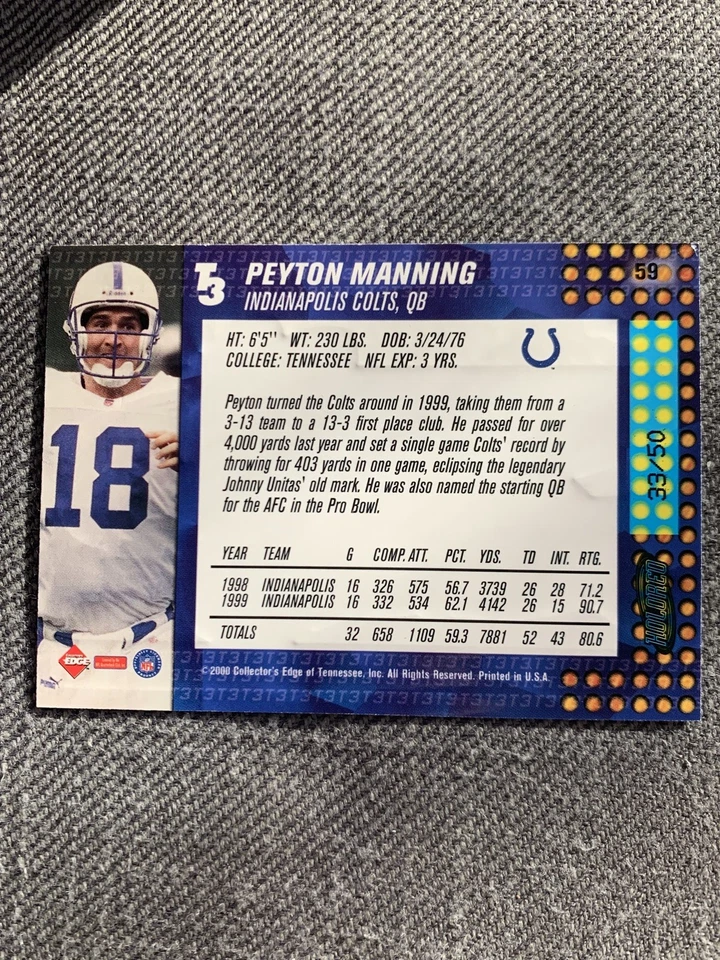 T3
PEYTON MANNING
INDIANAPOLIS COLTS, QB
59
HT: 6'5" WT: 230 LBS. DOB: 3/24/76
COLLEGE: TENNESSEE NFL EXP: 3 YRS.
Peyton turned the Colts around in 1999, taking them from a
3-13 team to a 13-3 first place club. He passed for over
4,000 yards last year and set a single game Colts' record by
throwing for 403 yards in one game, eclipsing the legendary
Johnny Unitas' old mark. He was also named the starting QB
for the AFC in the Pro Bowl.
YEAR TEAM G COMP. ATT. PCT. YDS. TD INT. RTG.
1998 INDIANAPOLIS 16 326 575 56.7 3739 26 28 71.2
1999 INDIANAPOLIS 16 332 534 62.1 4142 26 15 90.7
TOTALS 32 658 1109 59.3 7881 52 43 80.6
© 2000 Collector's Edge of Tennessee, Inc. All Rights Reserved. Printed in U.S.A.
33/50
HOLORED
18
EDGE
NFL